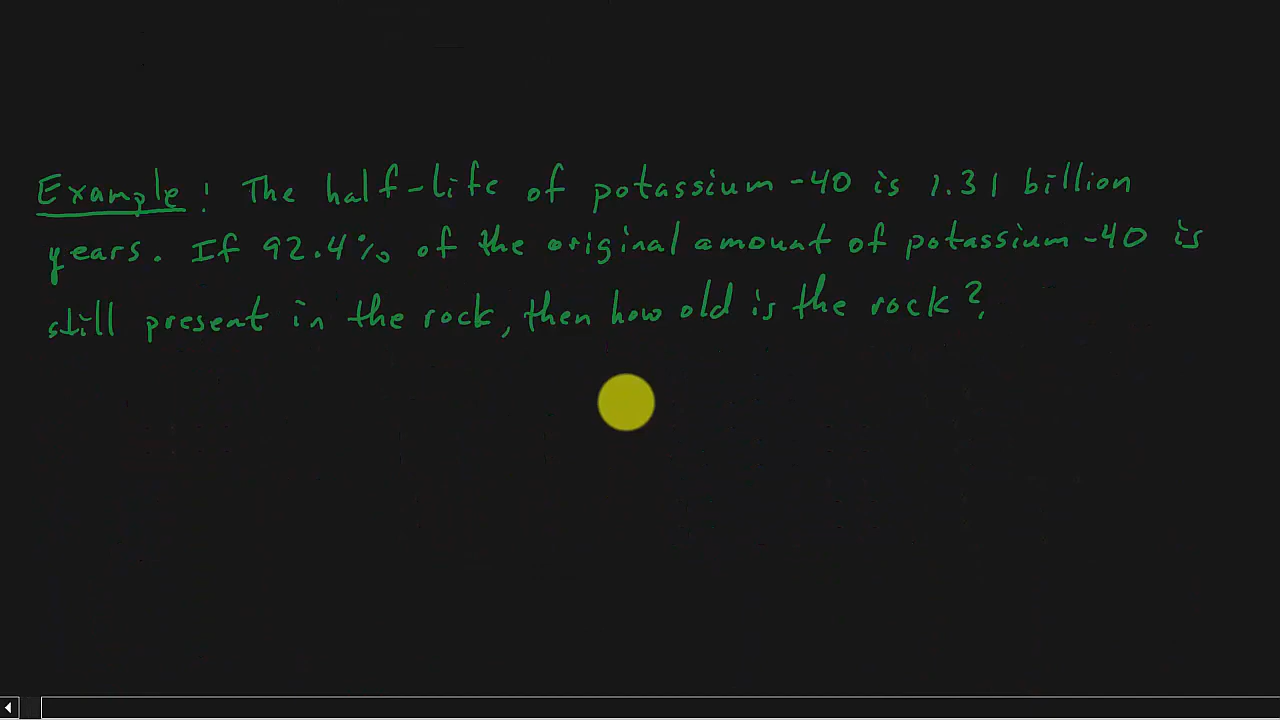 Example: The half-life of potassium-40 is 1.31 billion
years. If 92.4% of the original amount of potassium-40 is
still present in the rock, then how old is the rock?